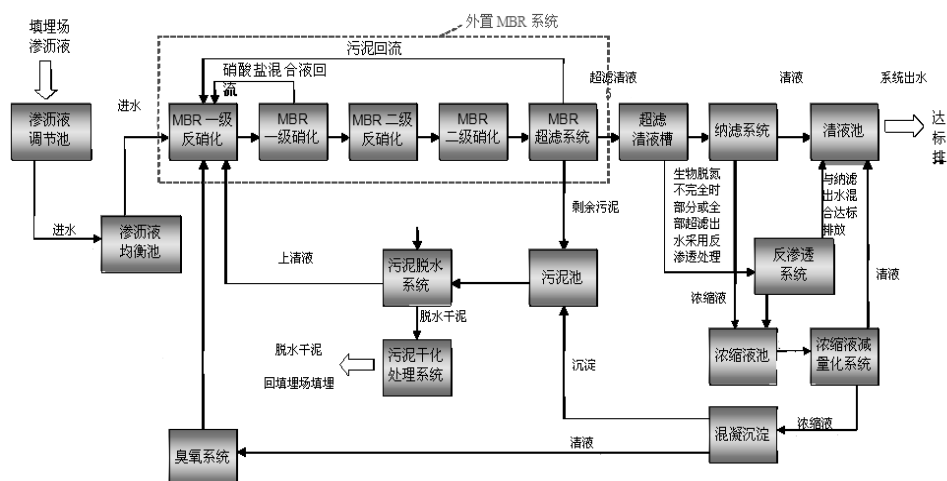 外置 MBR 系统
填埋场
渗沥液
污泥回流
硝酸盐混合液回
流
超滤清液
清液
系统出水
进水
渗沥液
调节池
MBR 一级
反硝化
MBR
一级硝化
MBR 二级
反硝化
MBR
二级硝化
MBR
超滤系统
超滤
清液槽
纳滤系统
清液池
达
标
排
生物脱氮
不完全时
部分或全
部超滤出
水采用反
渗透处理
与纳滤
出水混
合达标
排放
剩余污泥
进水
渗沥液
均衡池
上清液
污泥脱水
系统
污泥池
反渗透
系统
清液
浓缩液
脱水干泥
脱水干泥
回填埋场填埋
污泥干化
处理系统
沉淀
浓缩液池
浓缩液减
量化系统
混凝沉淀
浓缩液
清液
臭氧系统